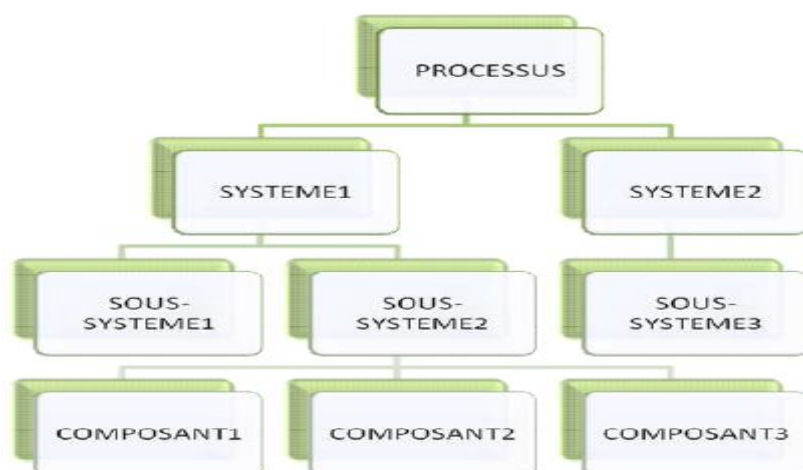 PROCESSUS
SYSTEME1
SYSTEME2
SOUS-
SYSTEME1
SOUS-
SYSTEME2
SOUS-
SYSTEME3
COMPOSANT1
COMPOSANT2
COMPOSANT3